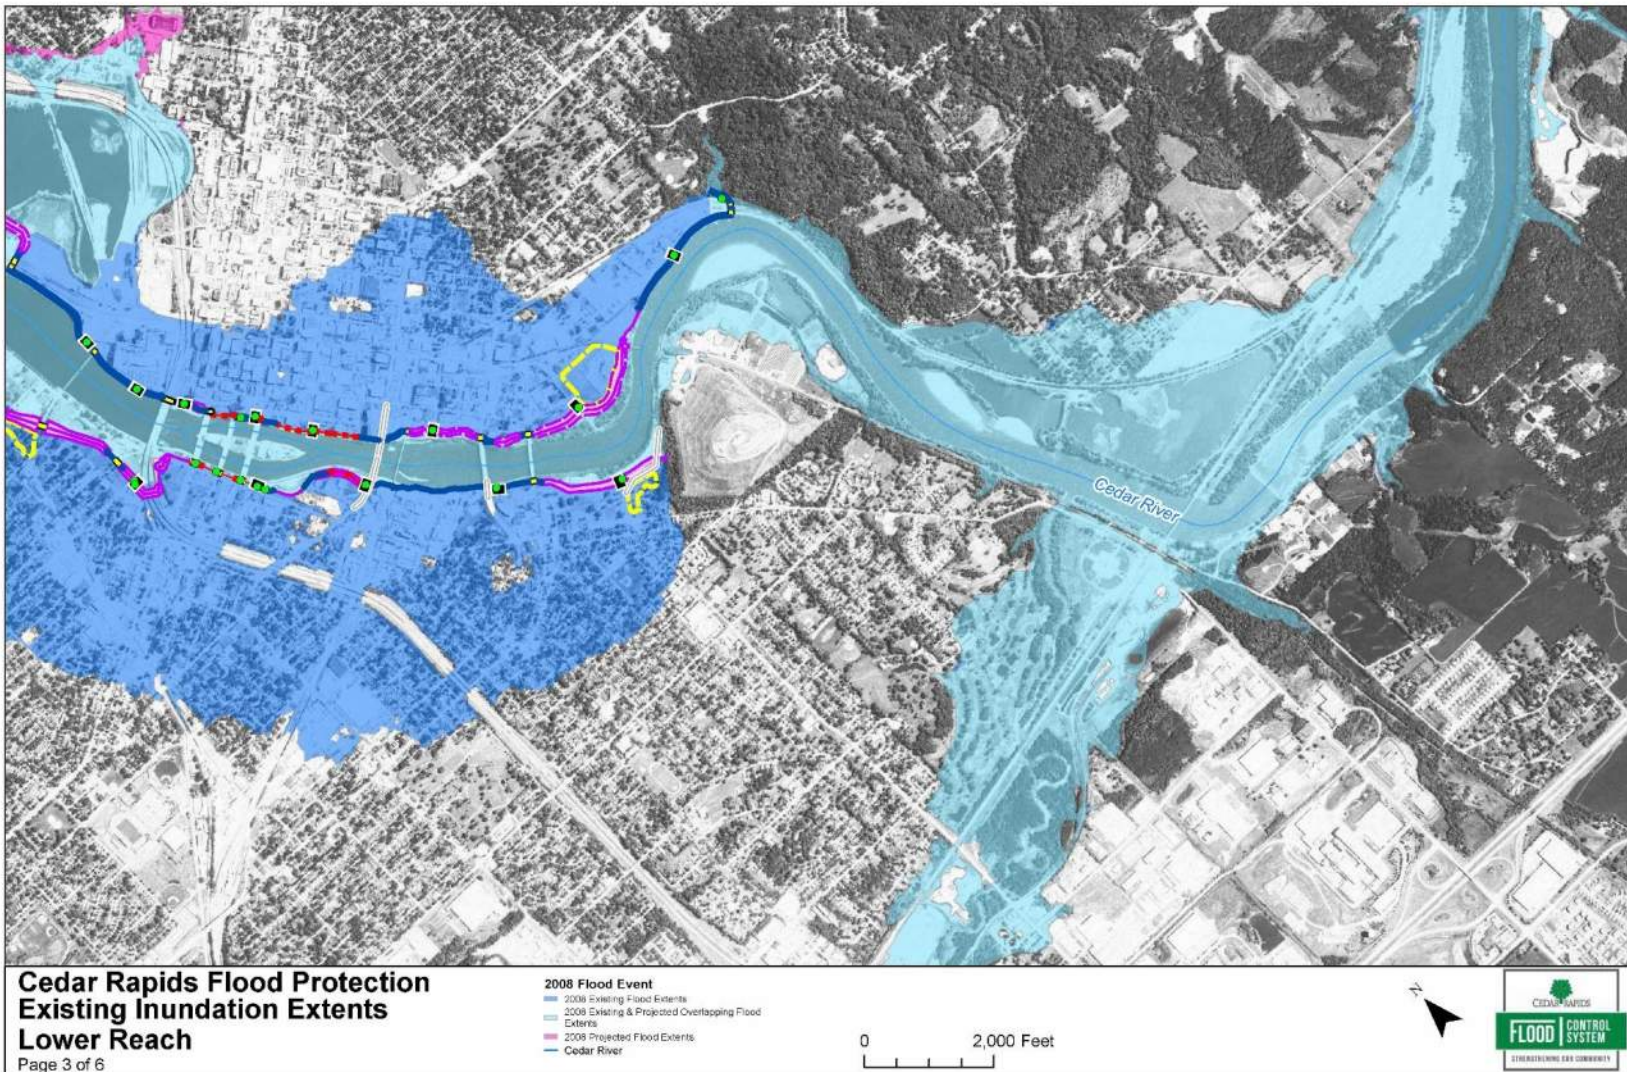 Cedar River
Cedar Rapids Flood Protection
Existing Inundation Extents
Lower Reach
Page 3 of 6
2008 Flood Event
2008 Existing Flood Extents
2008 Existing & Projected Overlapping Flood
Extents
2008 Projected Flood Extents
Cedar River
0 2,000 Feet
N
CEDAR RAPIDS
FLOOD CONTROL
SYSTEM
STRENGTHENING OUR COMMUNITY